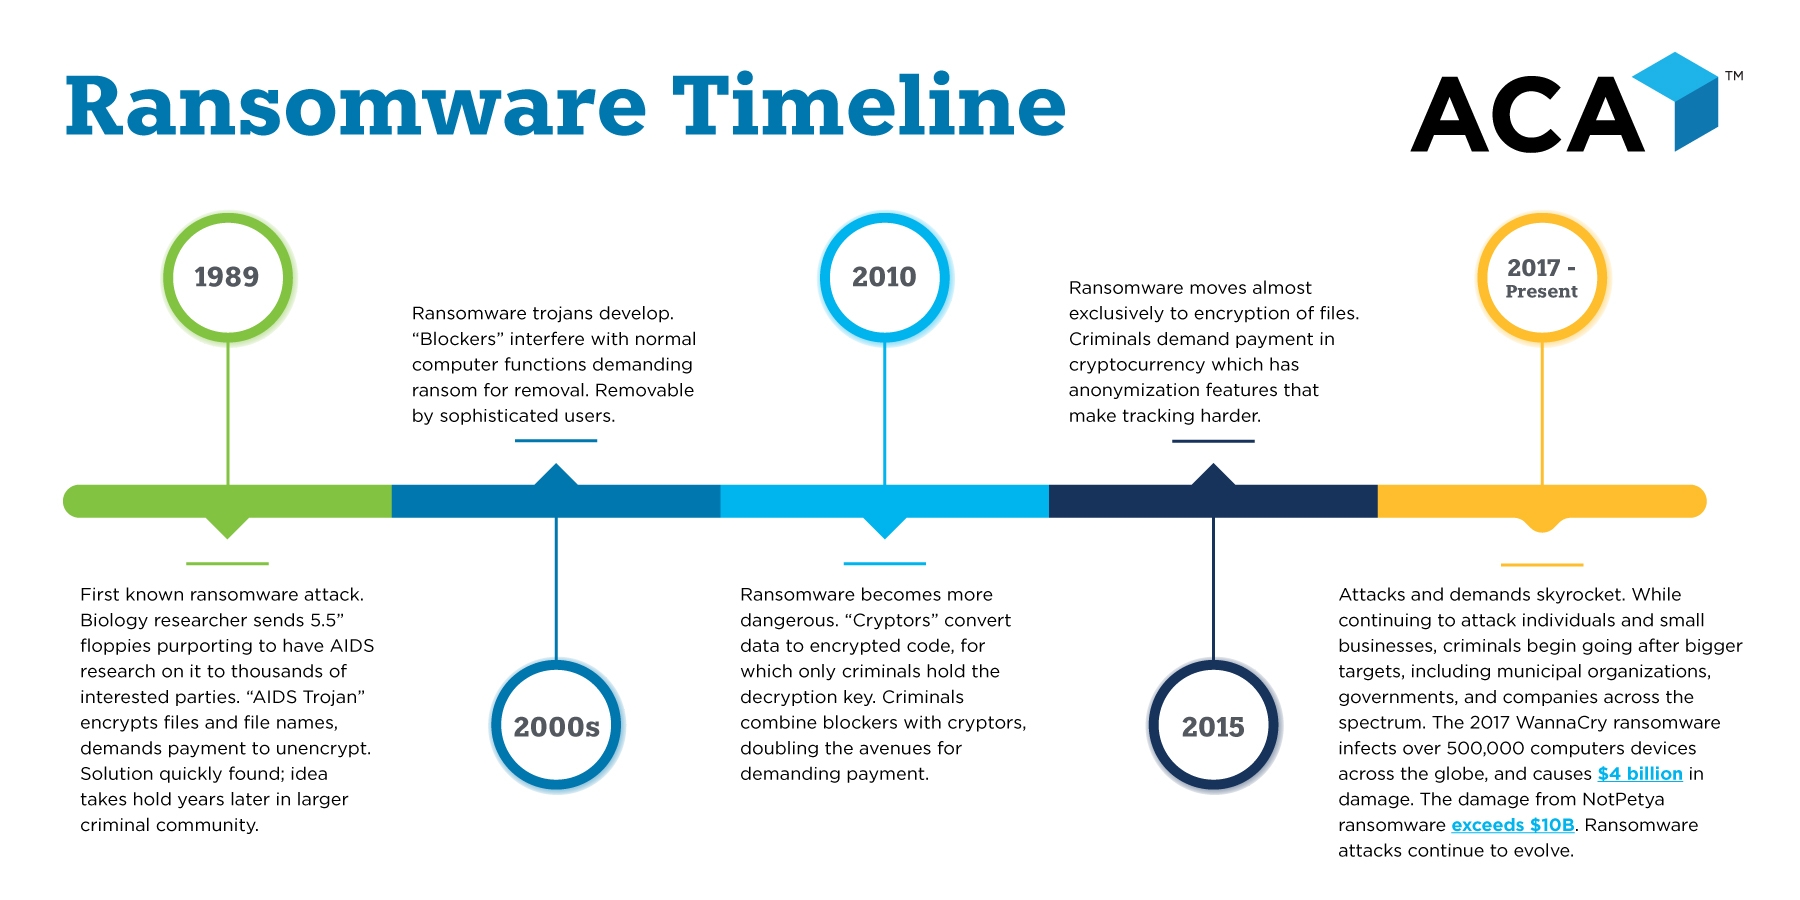 Ransomware Timeline
ACA
TM
1989
First known ransomware attack.
Biology researcher sends 5.5”
floppies purporting to have AIDS
research on it to thousands of
interested parties. “AIDS Trojan”
encrypts files and file names,
demands payment to unencrypt.
Solution quickly found; idea
takes hold years later in larger
criminal community.
Ransomware trojans develop.
“Blockers” interfere with normal
computer functions demanding
ransom for removal. Removable
by sophisticated users.
2000s
2010
Ransomware becomes more
dangerous. “Cryptors” convert
data to encrypted code, for
which only criminals hold the
decryption key. Criminals
combine blockers with cryptors,
doubling the avenues for
demanding payment.
Ransomware moves almost
exclusively to encryption of files.
Criminals demand payment in
cryptocurrency which has
anonymization features that
make tracking harder.
2015
2017 -
Present
Attacks and demands skyrocket. While
continuing to attack individuals and small
businesses, criminals begin going after bigger
targets, including municipal organizations,
governments, and companies across the
spectrum. The 2017 WannaCry ransomware
infects over 500,000 computers devices
across the globe, and causes $4 billion in
damage. The damage from NotPetya
ransomware exceeds $10B. Ransomware
attacks continue to evolve.